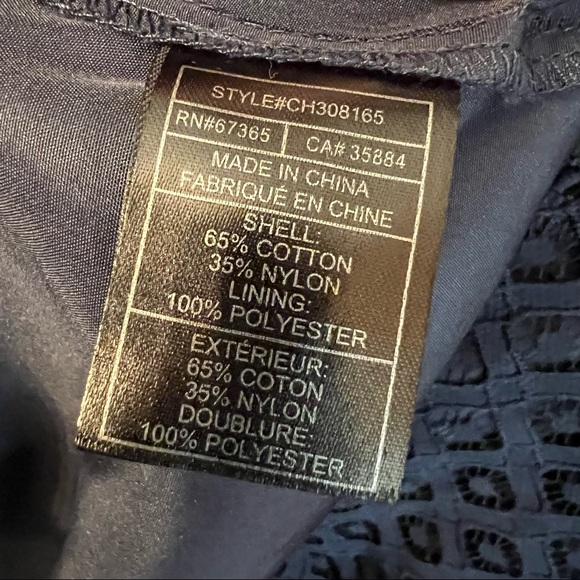 STYLE#CH308165
RN#67365 CA# 35884
MADE IN CHINA
FABRIQUÉ EN CHINE
SHELL:
65% COTTON
35% NYLON
LINING:
100% POLYESTER
EXTÉRIEUR:
65% COTON
35% NYLON
DOUBLURE:
100% POLYESTER